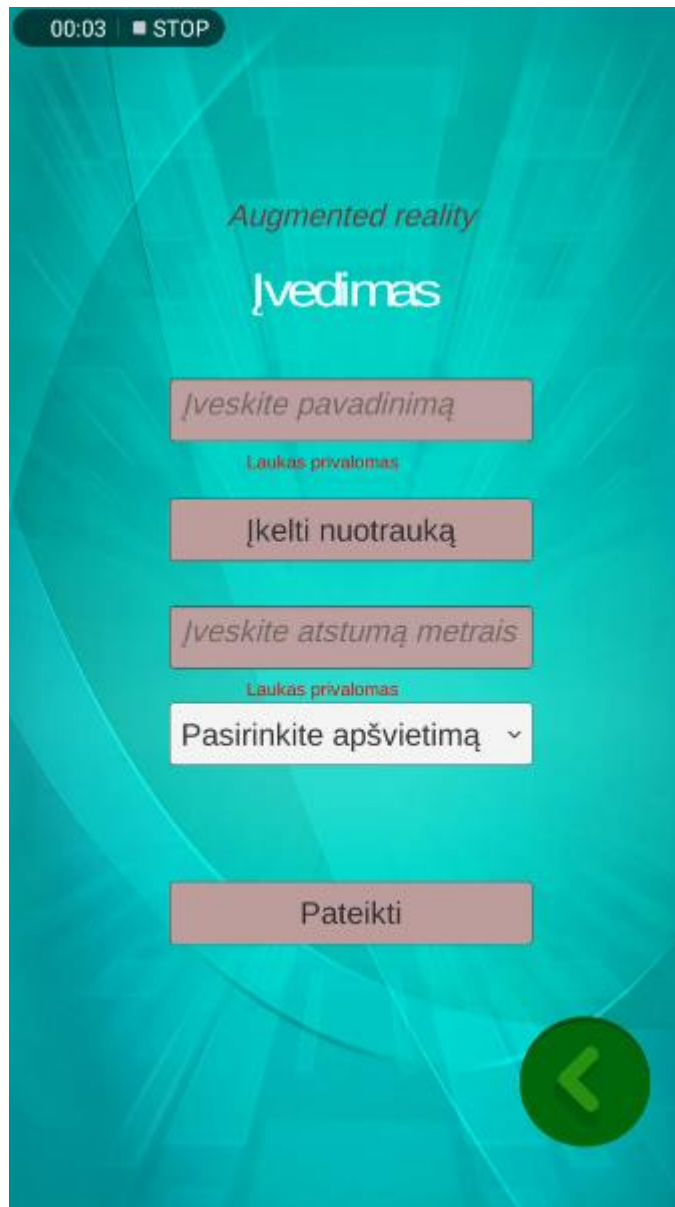 00:03 STOP
Augmented reality
Įvedimas
Įveskite pavadinimą
Laukas privalomas
Įkelti nuotrauką
Įveskite atstumą metrais
Laukas privalomas
Pasirinkite apšvietimą
Pateikti